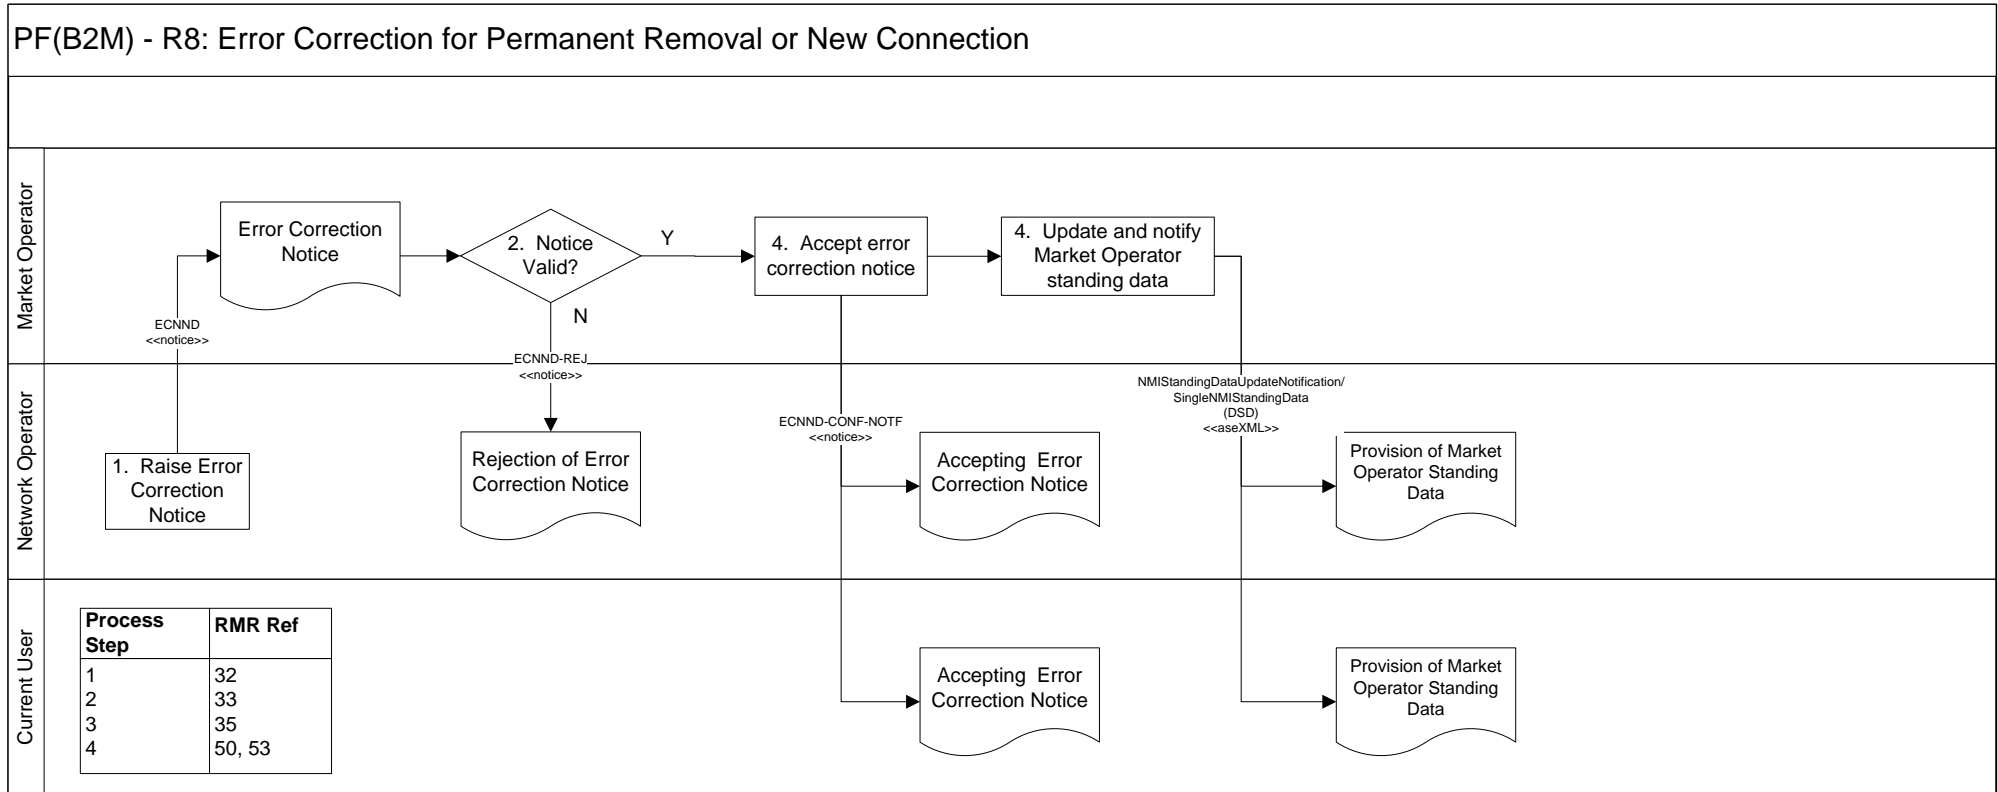 PF(B2M) - R8: Error Correction for Permanent Removal or New Connection
Market Operator
Error Correction
Notice
2.  Notice
Valid?
Y
N
4.  Accept error
correction notice
4.  Update and notify
Market Operator
standing data
ECNND
<<notice>>
ECNND-REJ
<<notice>>
Network Operator
1.  Raise Error
Correction
Notice
Rejection of Error
Correction Notice
ECNND-CONF-NOTF
<<notice>>
Accepting  Error
Correction Notice
NMIStandingDataUpdateNotification/
SingleNMIStandingData
(DSD)
<<aseXML>>
Provision of Market
Operator Standing
Data
Current User
Process
Step
RMR Ref
1 32
2 33
3 35
4 50, 53
Accepting  Error
Correction Notice
Provision of Market
Operator Standing
Data